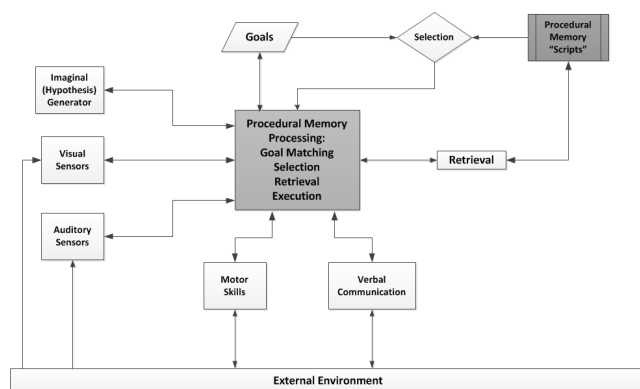 Goals
Selection
Procedural
Memory
“Scripts”
Imaginal
(Hypothesis)
Generator
Procedural Memory
Processing:
Goal Matching
Selection
Retrieval
Execution
Visual
Sensors
Retrieval
Auditory
Sensors
Motor
Skills
Verbal
Communication
External Environment